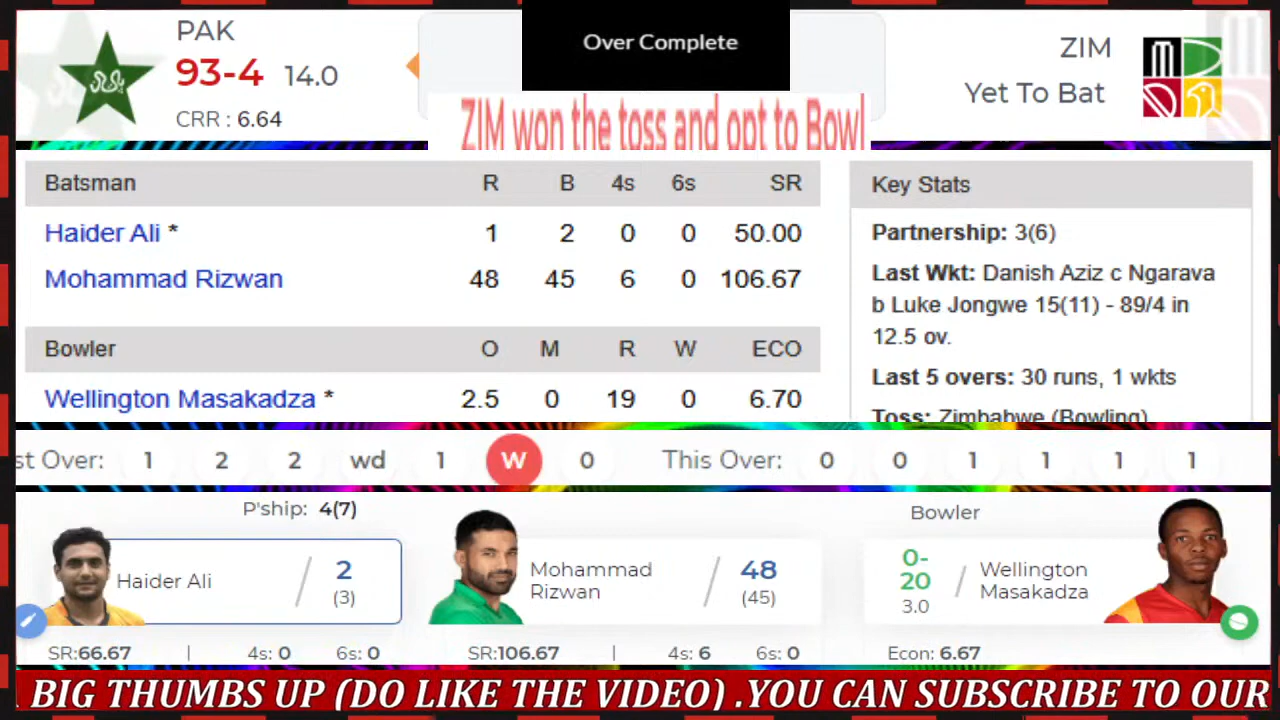 PAK
93-4 14.0
CRR : 6.64
Over Complete
ZIM won the toss and opt to Bowl
ZIM
Yet To Bat
Batsman R B 4s 6s SR
Haider Ali * 1 2 0 0 50.00
Mohammad Rizwan 48 45 6 0 106.67
Bowler O M R W ECO
Wellington Masakadza * 2.5 0 19 0 6.70
Key Stats
Partnership: 3(6)
Last Wkt: Danish Aziz c Ngarava
b Luke Jongwe 15(11) - 89/4 in
12.5 ov.
Last 5 overs: 30 runs, 1 wkts
Toss: Zimbabwe (Bowling)
st Over: 1 2 2 wd 1 W 0 This Over: 0 0 1 1 1 1
P'ship: 4(7)
Haider Ali / 2
(3)
SR:66.67 | 4s: 0 6s: 0
Mohammad
Rizwan / 48
(45)
SR:106.67 | 4s: 6 6s: 0
Bowler
0-
20
3.0 / Wellington
Masakadza
Econ: 6.67
BIG THUMBS UP (DO LIKE THE VIDEO) .YOU CAN SUBSCRIBE TO OUR